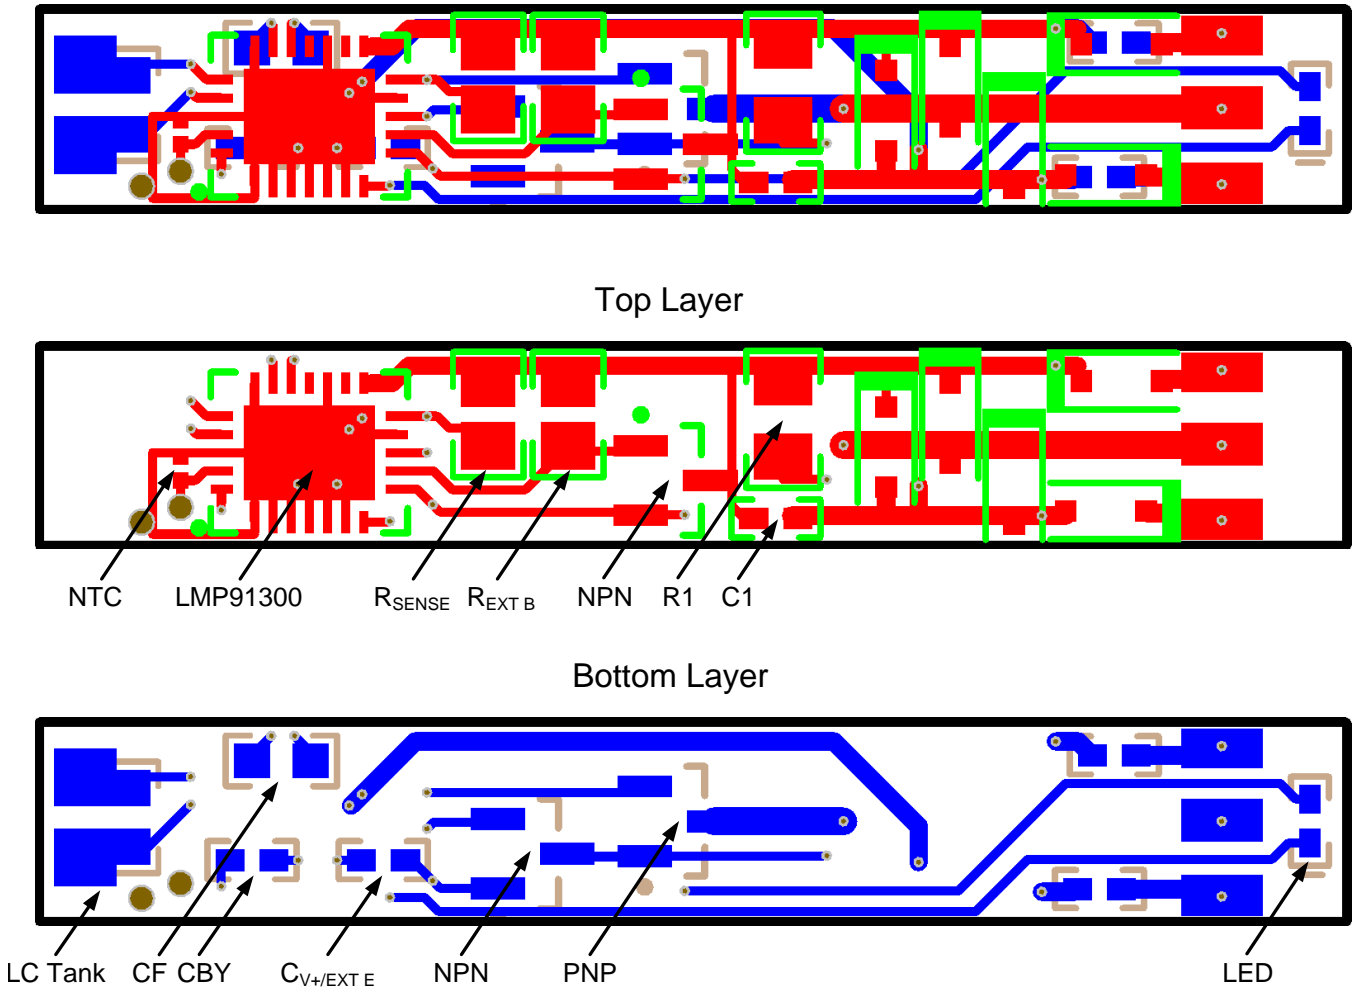 Top Layer
NTC LMP91300 RSENSE REXT B NPN R1 C1
Bottom Layer
LC Tank CF CBY CV+/EXT E NPN PNP LED